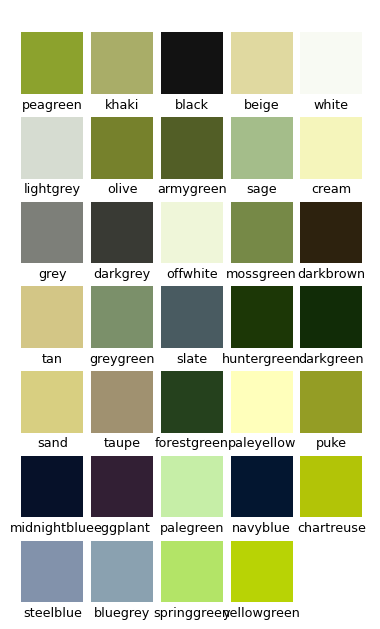 peagreen khaki black beige white
lightgrey olive armygreen sage cream
grey darkgrey offwhite mossgreen darkbrown
tan greygreen slate huntergreen darkgreen
sand taupe forestgreen paleyellow puke
midnightblue eggplant palegreen navyblue chartreuse
steelblue bluegrey springgreen yellowgreen